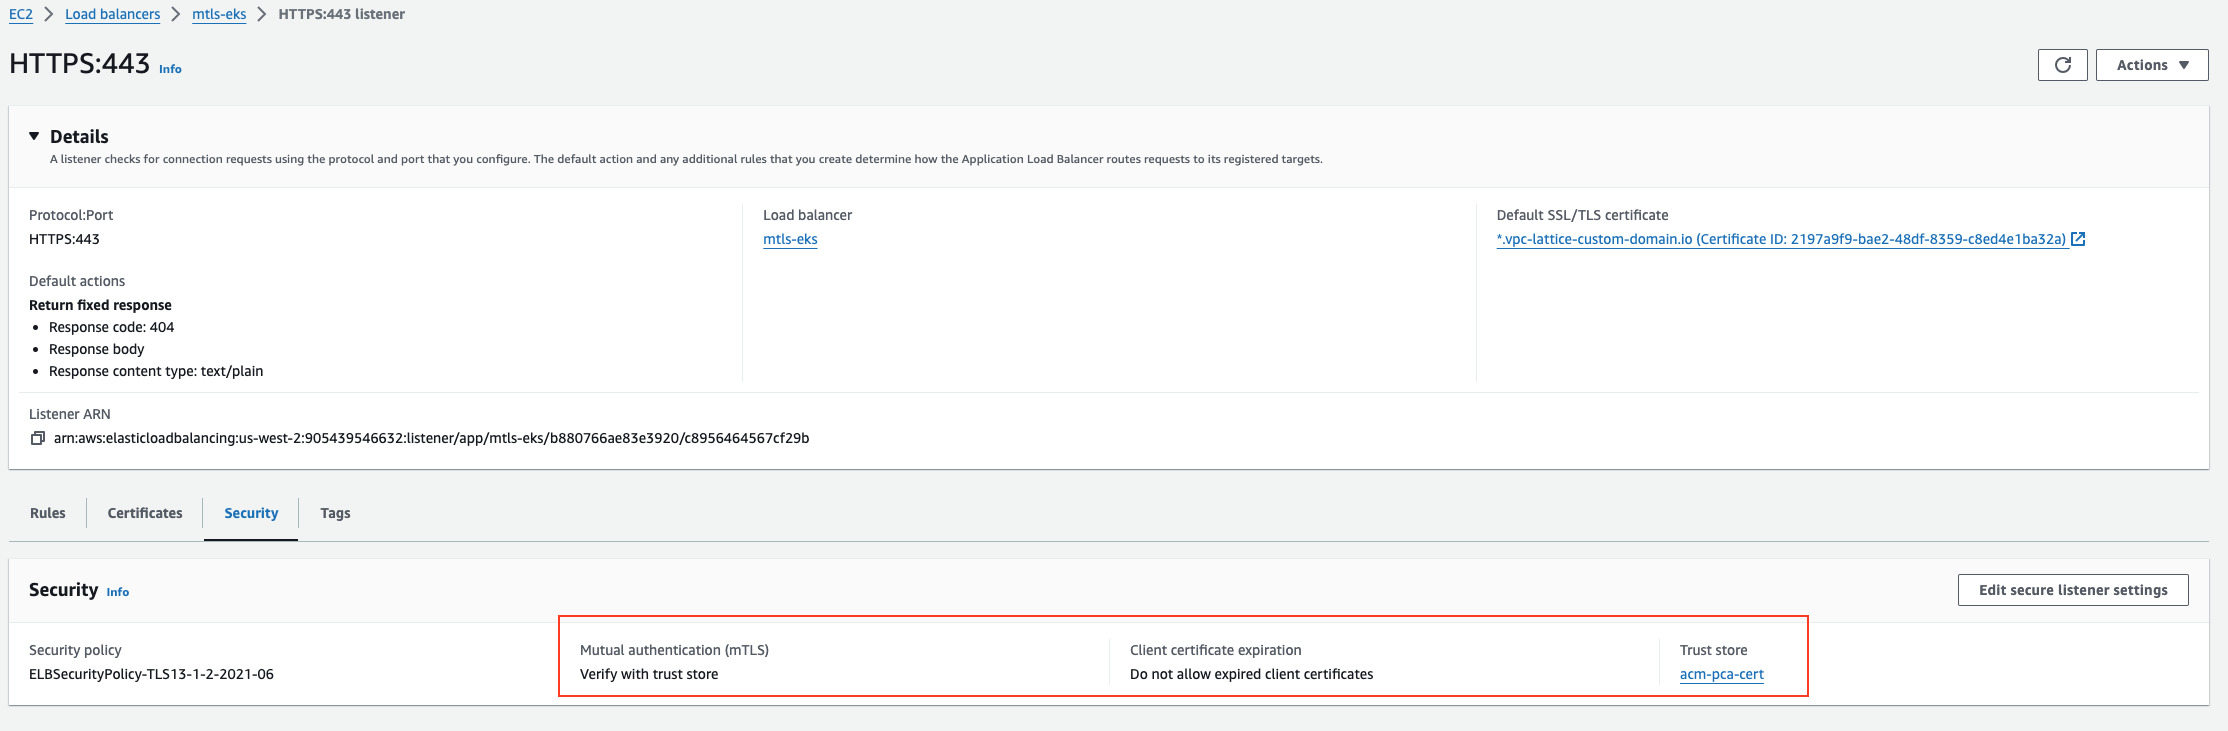 EC2 > Load balancers > mtls-eks > HTTPS:443 listener
HTTPS:443 Info
Actions
Details
A listener checks for connection requests using the protocol and port that you configure. The default action and any additional rules that you create determine how the Application Load Balancer routes requests to its registered targets.
Protocol:Port
HTTPS:443
Load balancer
mtls-eks
Default SSL/TLS certificate
*.vpc-lattice-custom-domain.io (Certificate ID: 2197a9f9-bae2-48df-8359-c8ed4e1ba32a)
Default actions
Return fixed response
• Response code: 404
• Response body
• Response content type: text/plain
Listener ARN
arn:aws:elasticloadbalancing:us-west-2:905439546632:listener/app/mtls-eks/b880766ae83e3920/c8956464567cf29b
Rules Certificates Security Tags
Security Info
Edit secure listener settings
Security policy
ELBSecurityPolicy-TLS13-1-2-2021-06
Mutual authentication (mTLS)
Verify with trust store
Client certificate expiration
Do not allow expired client certificates
Trust store
acm-pca-cert